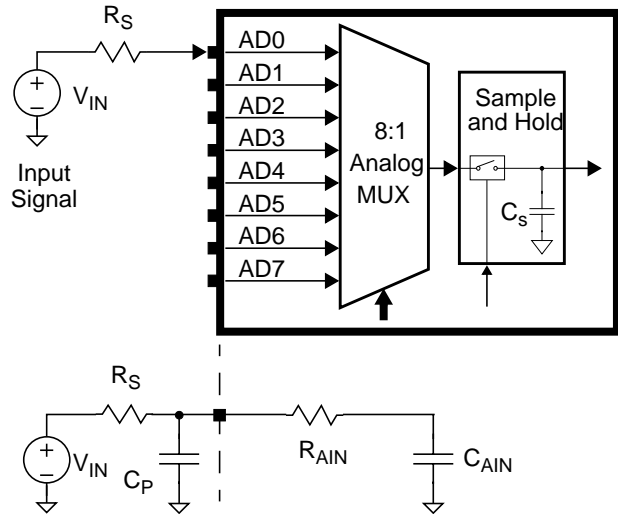 R_S
AD0
AD1
AD2
AD3
AD4
AD5
AD6
AD7
+
−
V_IN
Input
Signal
8:1
Analog
MUX
Sample
and Hold
C_s
R_S
+
−
V_IN
C_P
R_AIN
C_AIN